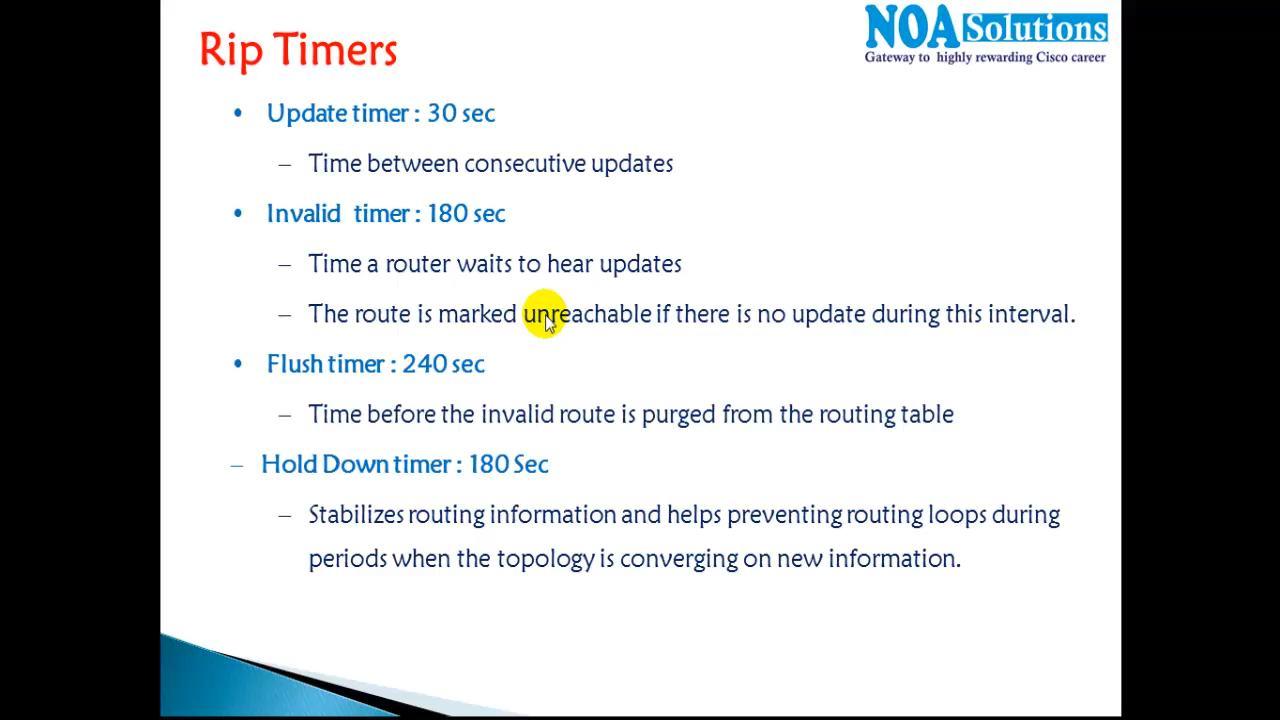 NOA Solutions
Gateway to highly rewarding Cisco career
Rip Timers
• Update timer : 30 sec
– Time between consecutive updates
• Invalid timer : 180 sec
– Time a router waits to hear updates
– The route is marked unreachable if there is no update during this interval.
• Flush timer : 240 sec
– Time before the invalid route is purged from the routing table
– Hold Down timer : 180 Sec
– Stabilizes routing information and helps preventing routing loops during
periods when the topology is converging on new information.